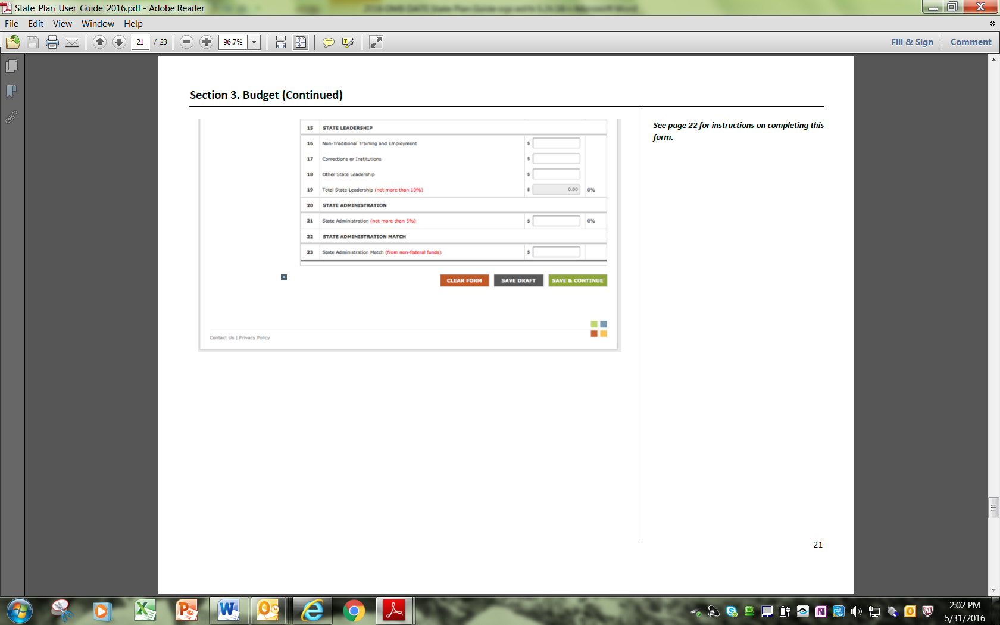 State_Plan_User_Guide_2016.pdf - Adobe Reader
File Edit View Window Help
21 / 23 96.7% Fill & Sign Comment
Section 3. Budget (Continued)
See page 22 for instructions on completing this
form.
15 STATE LEADERSHIP
16 Non-Traditional Training and Employment $
17 Corrections or Institutions $
18 Other State Leadership $
19 Total State Leadership (not more than 10%) $ 0.00 0%
20 STATE ADMINISTRATION
21 State Administration (not more than 5%) $ 0%
22 STATE ADMINISTRATION MATCH
23 State Administration Match (from non-federal funds) $
CLEAR FORM SAVE DRAFT SAVE & CONTINUE
Contact Us | Privacy Policy
21
2:02 PM
5/31/2016